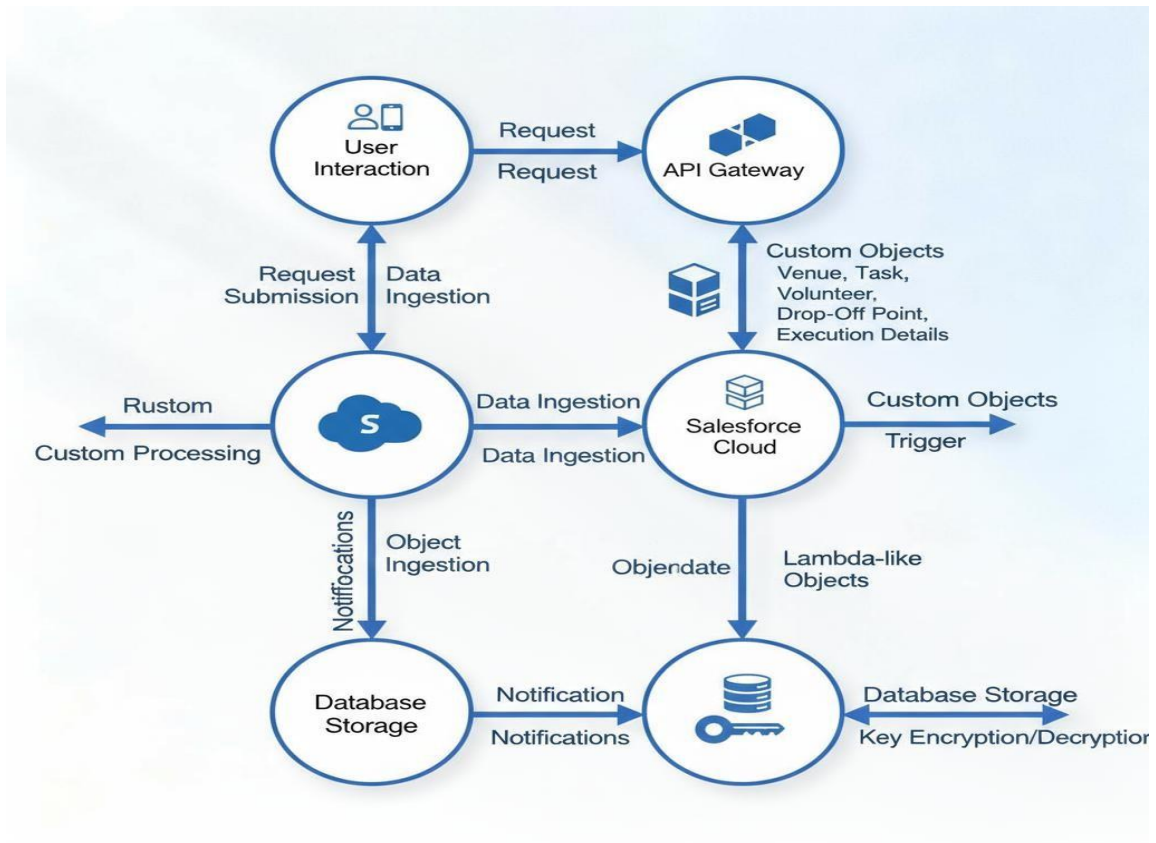 User
Interaction
Request
Request
API Gateway
Request
Submission
Data
Ingestion
Custom Objects
Venue, Task,
Volunteer,
Drop-Off Point,
Execution Details
Rustom
Custom Processing
S
Data Ingestion
Data Ingestion
Salesforce
Cloud
Custom Objects
Trigger
Notiffocations
Object
Ingestion
Objendate
Lambda-like
Objects
Database
Storage
Notification
Notifications
Database Storage
Key Encryption/Decryption